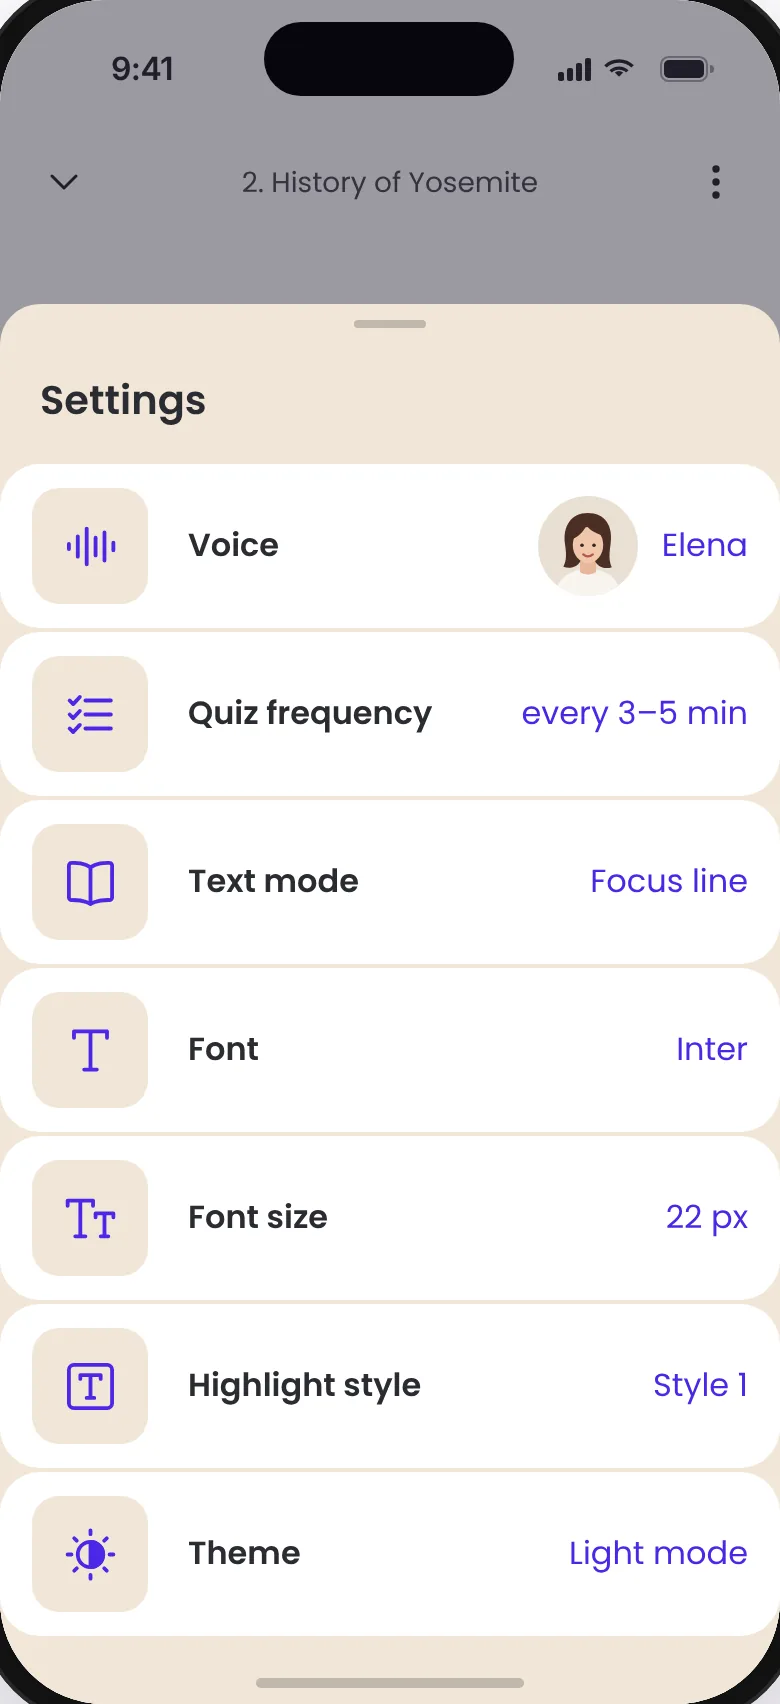 9:41
2. History of Yosemite
Settings
Voice
Elena
Quiz frequency
every 3–5 min
Text mode
Focus line
Font
Inter
Font size
22 px
Highlight style
Style 1
Theme
Light mode